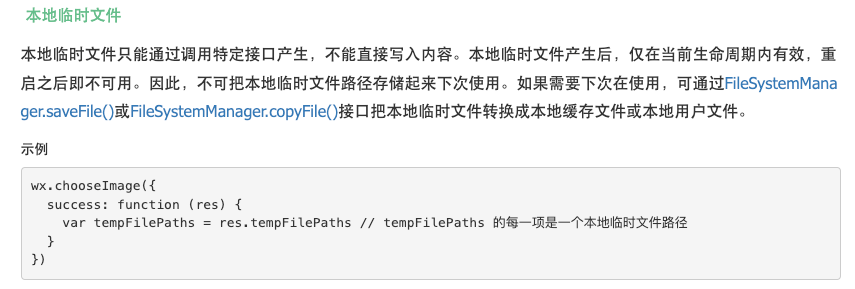 本地临时文件
本地临时文件只能通过调用特定接口产生，不能直接写入内容。本地临时文件产生后，仅在当前生命周期内有效，重
启之后即不可用。因此，不可把本地临时文件路径存储起来下次使用。如果需要下次在使用，可通过FileSystemMana
ger.saveFile()或FileSystemManager.copyFile()接口把本地临时文件转换成本地缓存文件或本地用户文件。
示例
wx.chooseImage({
  success: function (res) {
    var tempFilePaths = res.tempFilePaths // tempFilePaths 的每一项是一个本地临时文件路径
  }
})